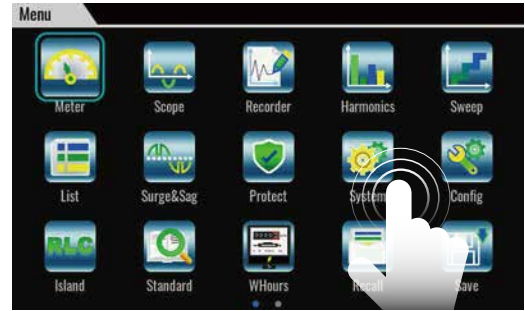 Menu
Meter Scope Recorder Harmonics Sweep
List Surge&Sag Protect System Config
RLC
Island Standard WHours Recall Save